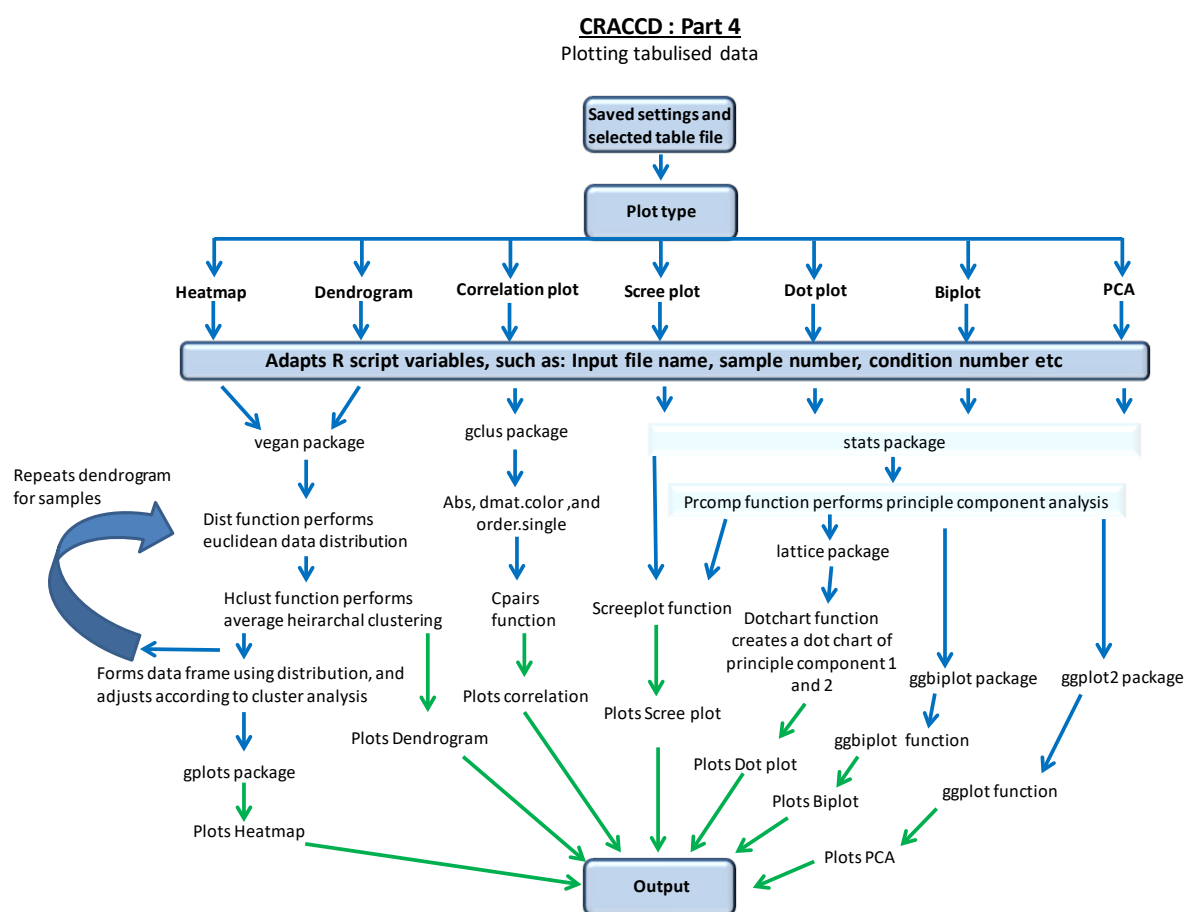 CRACCD : Part 4
Plotting tabulised data
Saved settings and
selected table file
Plot type
Heatmap
Dendrogram
Correlation plot
Scree plot
Dot plot
Biplot
PCA
Adapts R script variables, such as: Input file name, sample number, condition number etc
vegan package
gclus package
stats package
Repeats dendrogram
for samples
Dist function performs
euclidean data distribution
Abs, dmat.color ,and
order.single
Prcomp function performs principle component analysis
lattice package
Hclust function performs
average heirarchal clustering
Cpairs
function
Screeplot function
Dotchart function
creates a dot chart of
principle component 1
and 2
Forms data frame using distribution, and
adjusts according to cluster analysis
ggbiplot package
ggplot2 package
Plots correlation
Plots Scree plot
Plots Dendrogram
ggbiplot function
gplots package
Plots Dot plot
ggplot function
Plots Biplot
Plots Heatmap
Plots PCA
Output